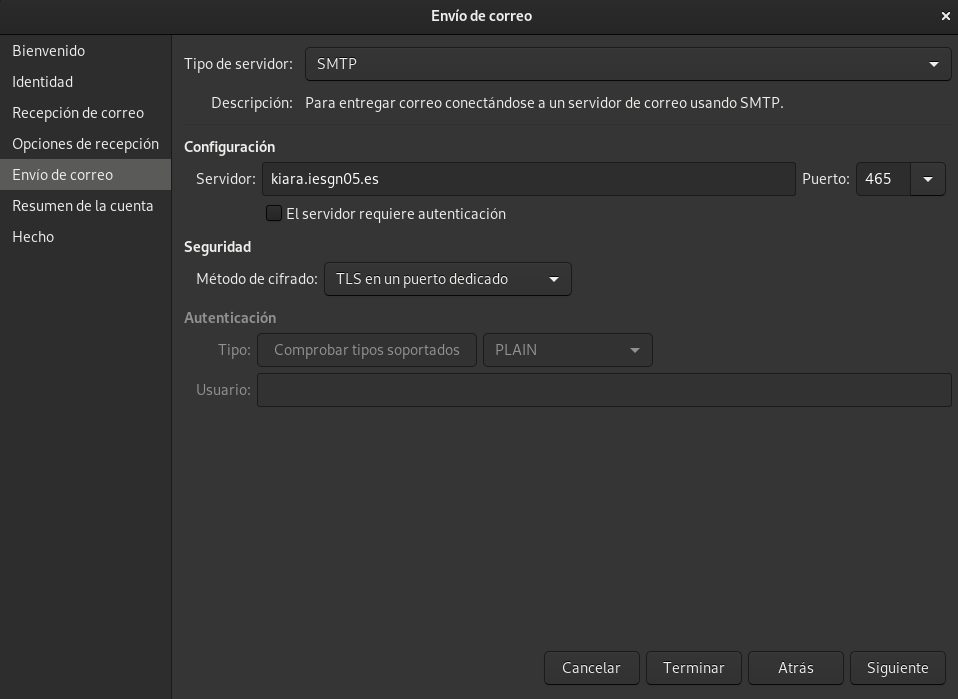 Envío de correo
Bienvenido
Identidad
Recepción de correo
Opciones de recepción
Envío de correo
Resumen de la cuenta
Hecho
Tipo de servidor: SMTP
Descripción: Para entregar correo conectándose a un servidor de correo usando SMTP.
Configuración
Servidor: kiara.iesgn05.es Puerto: 465
El servidor requiere autenticación
Seguridad
Método de cifrado: TLS en un puerto dedicado
Autenticación
Tipo: Comprobar tipos soportados PLAIN
Usuario:
Cancelar Terminar Atrás Siguiente